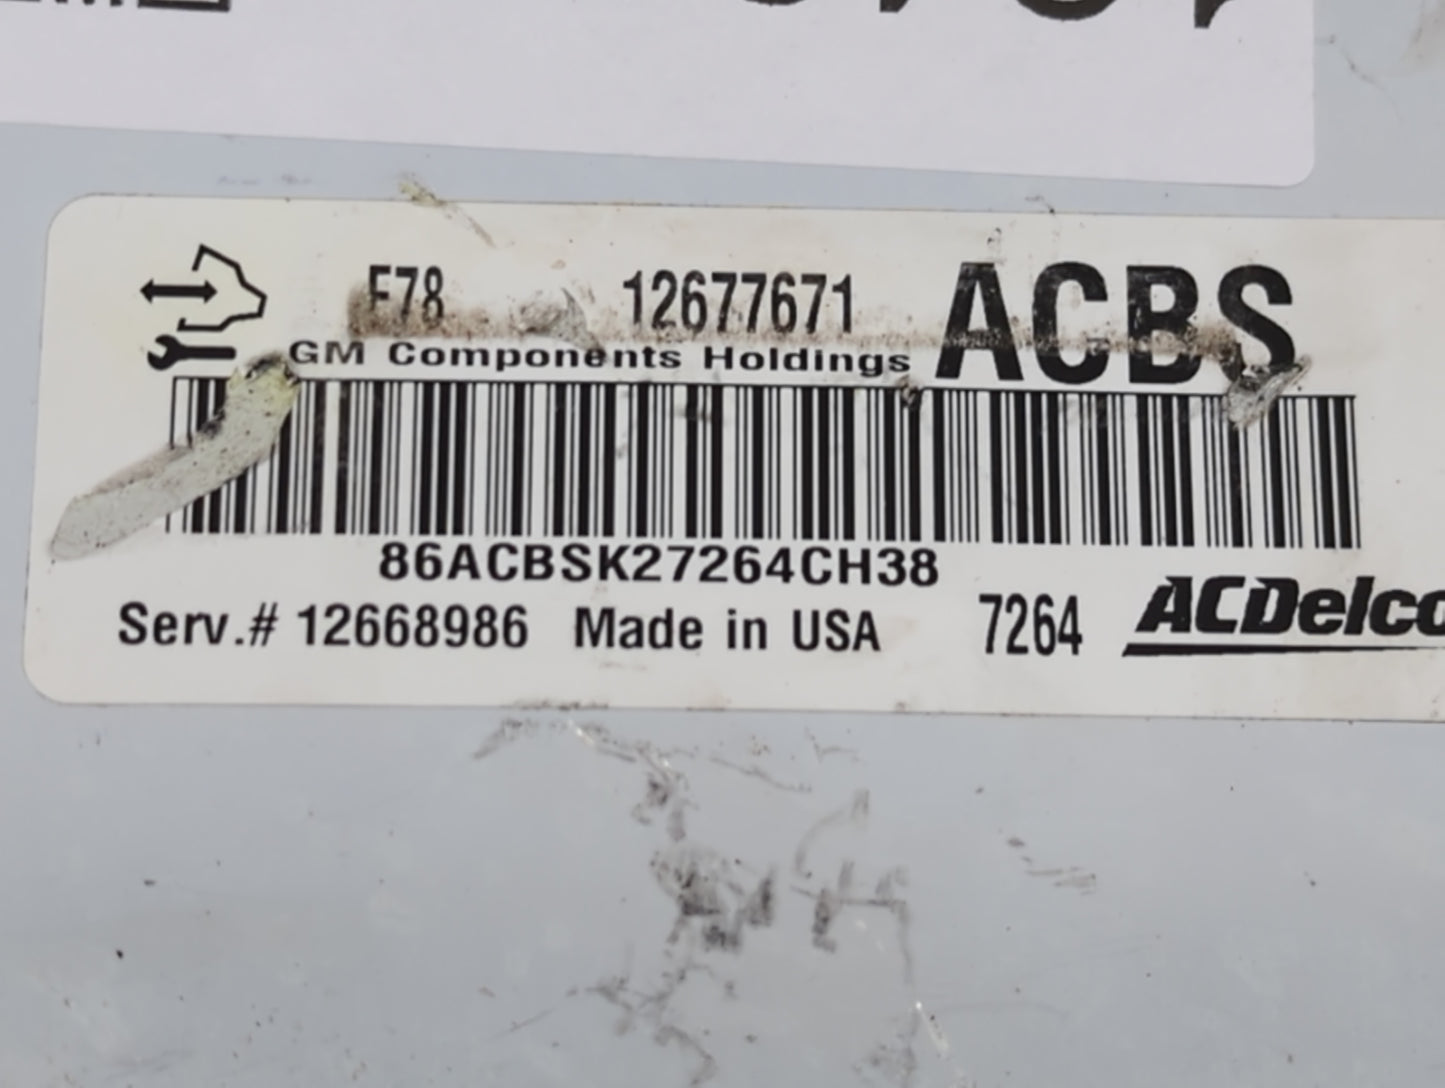 E78 12677671 ACBS
GM Components Holdings
86ACBSK27264CH38
Serv.# 12668986 Made in USA 7264 ACDelco